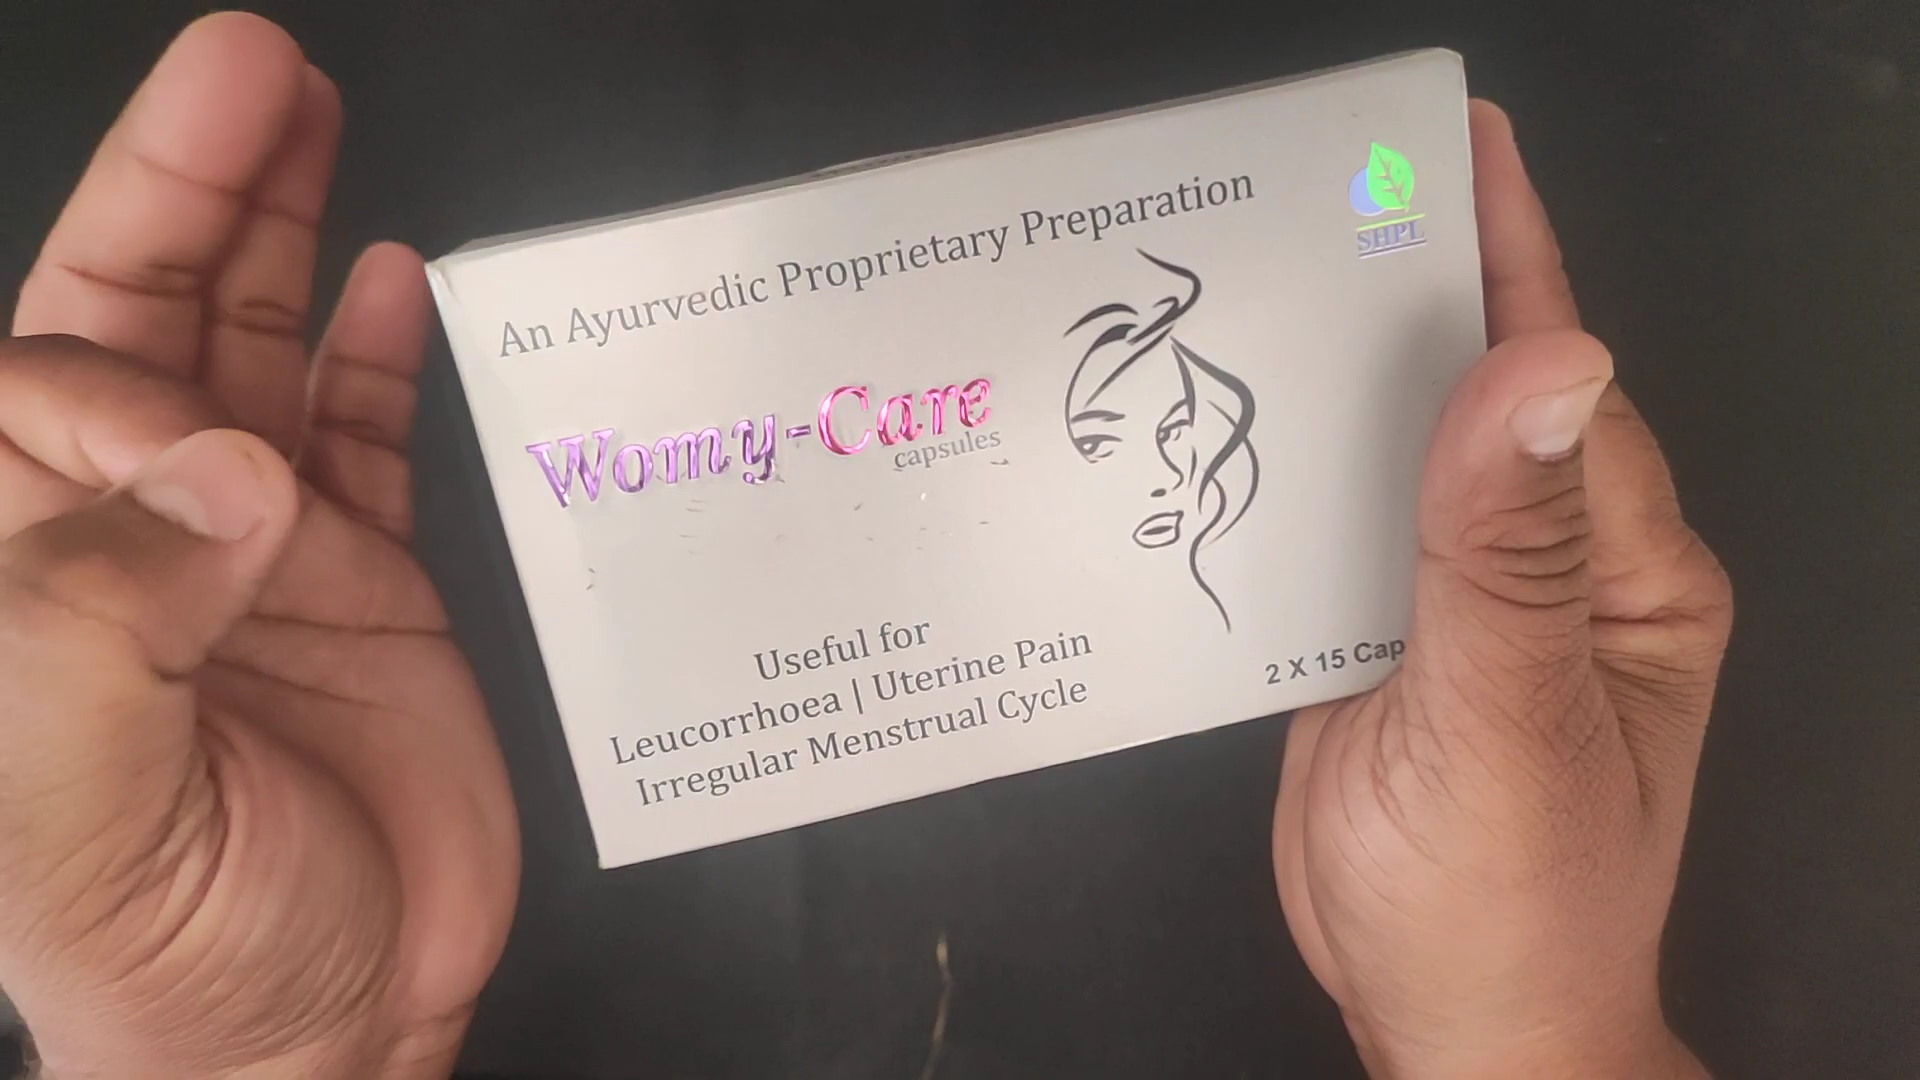 An Ayurvedic Proprietary Preparation
SHPL
Womy-Care
capsules
Useful for
Leucorrhoea | Uterine Pain
Irregular Menstrual Cycle
2 X 15 Cap